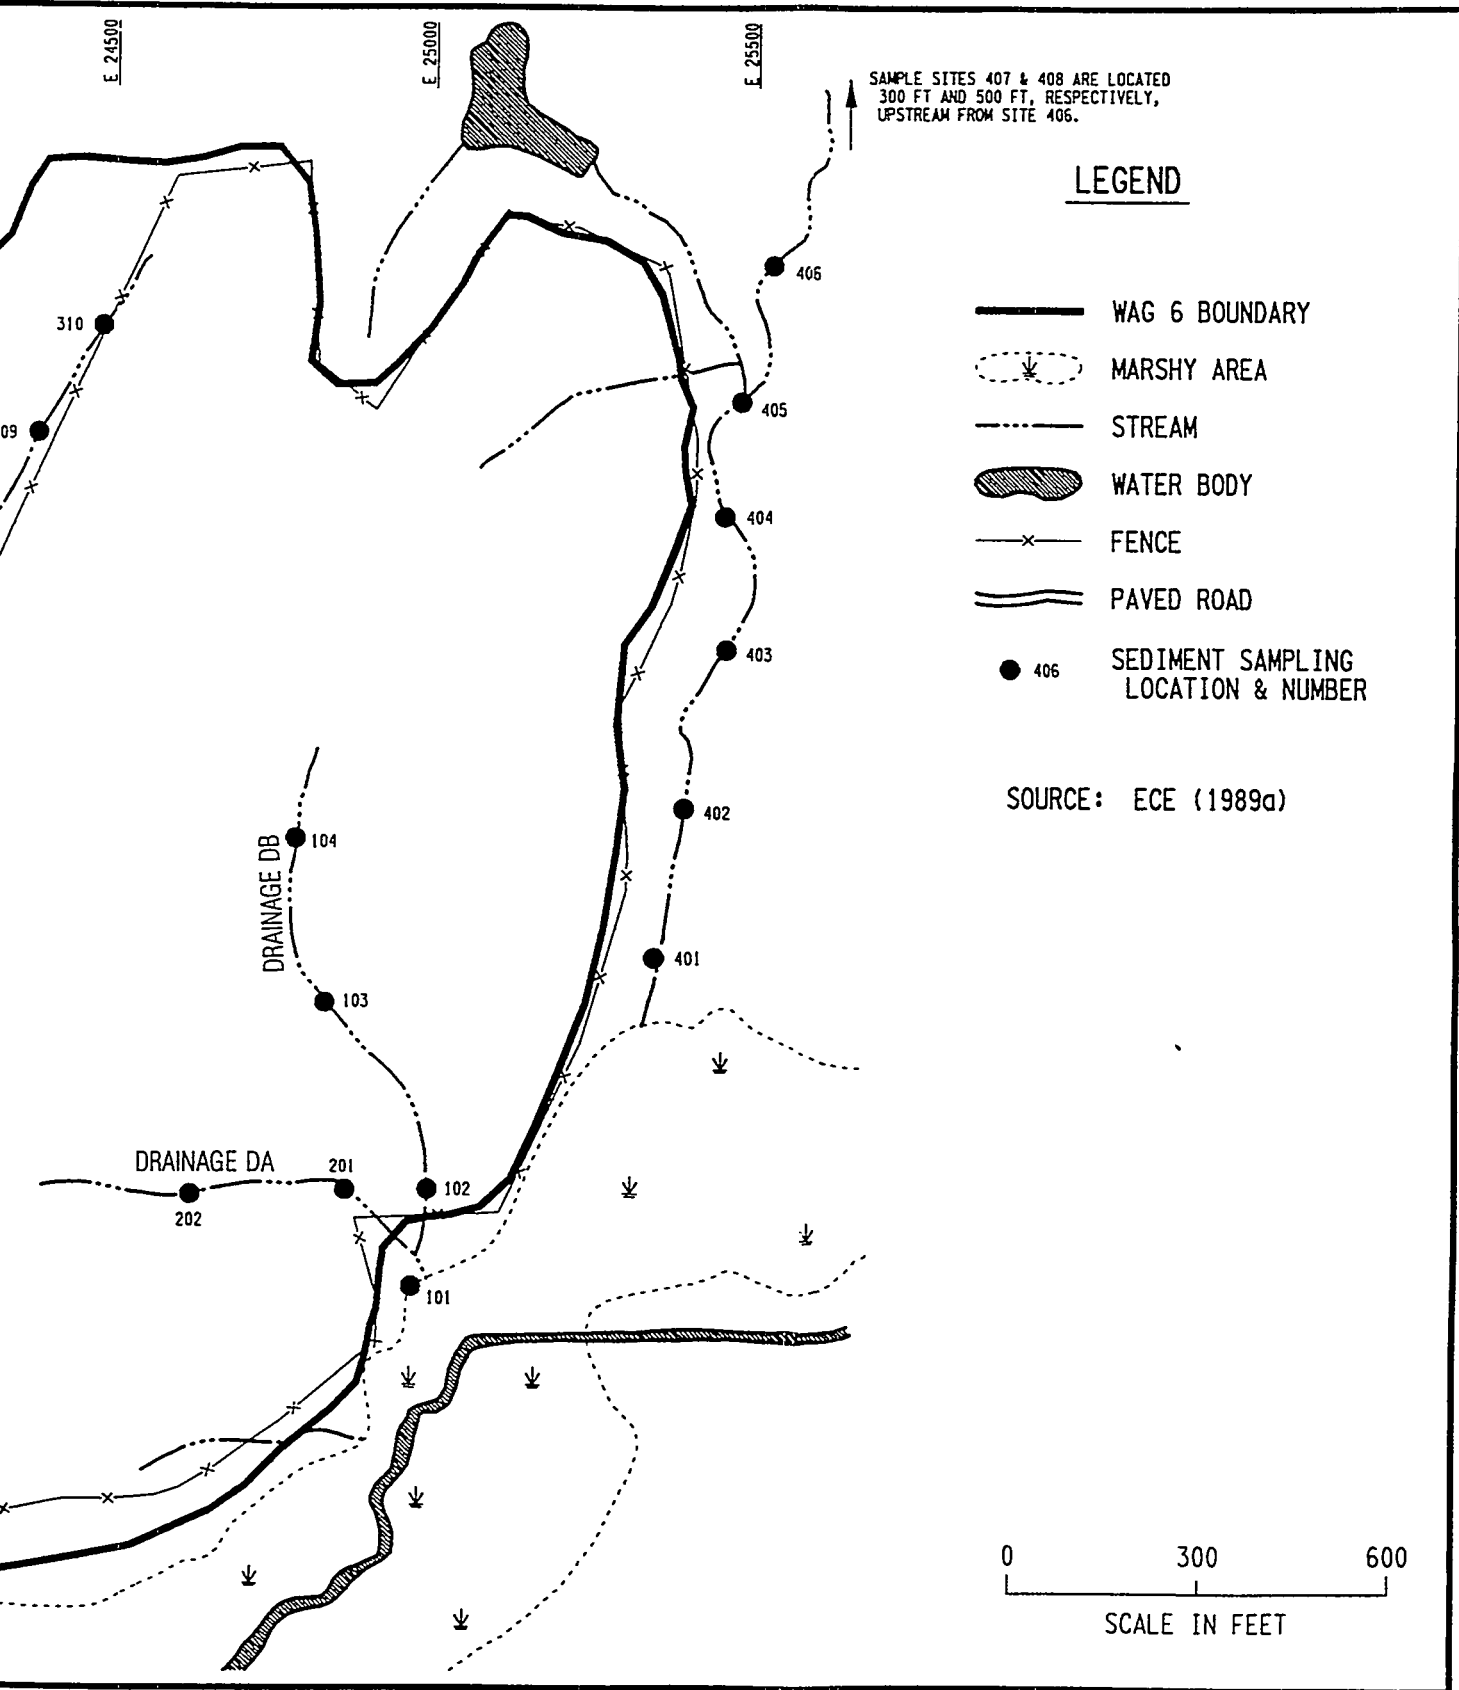 E 24500
E 25000
E 25500
SAMPLE SITES 407 & 408 ARE LOCATED
300 FT AND 500 FT, RESPECTIVELY,
UPSTREAM FROM SITE 406.
LEGEND
WAG 6 BOUNDARY
MARSHY AREA
STREAM
WATER BODY
FENCE
PAVED ROAD
406
SEDIMENT SAMPLING
LOCATION & NUMBER
SOURCE: ECE (1989a)
406
310
405
09
404
403
402
104
DRAINAGE DB
401
103
DRAINAGE DA
201
102
202
101
0 300 600
SCALE IN FEET